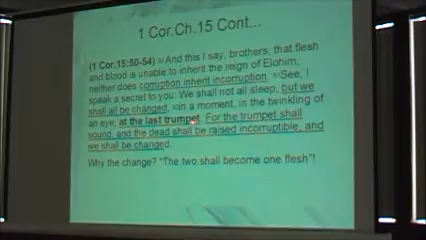 1 Cor.Ch.15 Cont...
(1 Cor.15:50-54) 50And this I say, brothers, that flesh
and blood is unable to inherit the reign of Elohim,
neither does corruption inherit incorruption. 51See, I
speak a secret to you: We shall not all sleep, but we
shall all be changed, 52in a moment, in the twinkling of
an eye, at the last trumpet. For the trumpet shall
sound, and the dead shall be raised incorruptible, and
we shall be changed.
Why the change? "The two shall become one flesh"!